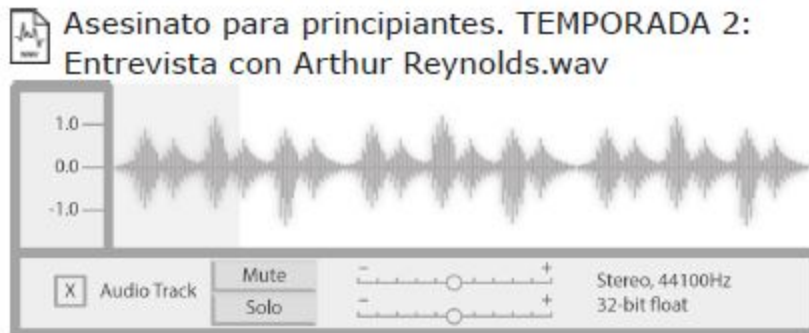 Asesinato para principiantes. TEMPORADA 2:
Entrevista con Arthur Reynolds.wav
1.0
0.0
-1.0
X Audio Track
Mute
Solo
- +
- +
Stereo, 44100Hz
32-bit float